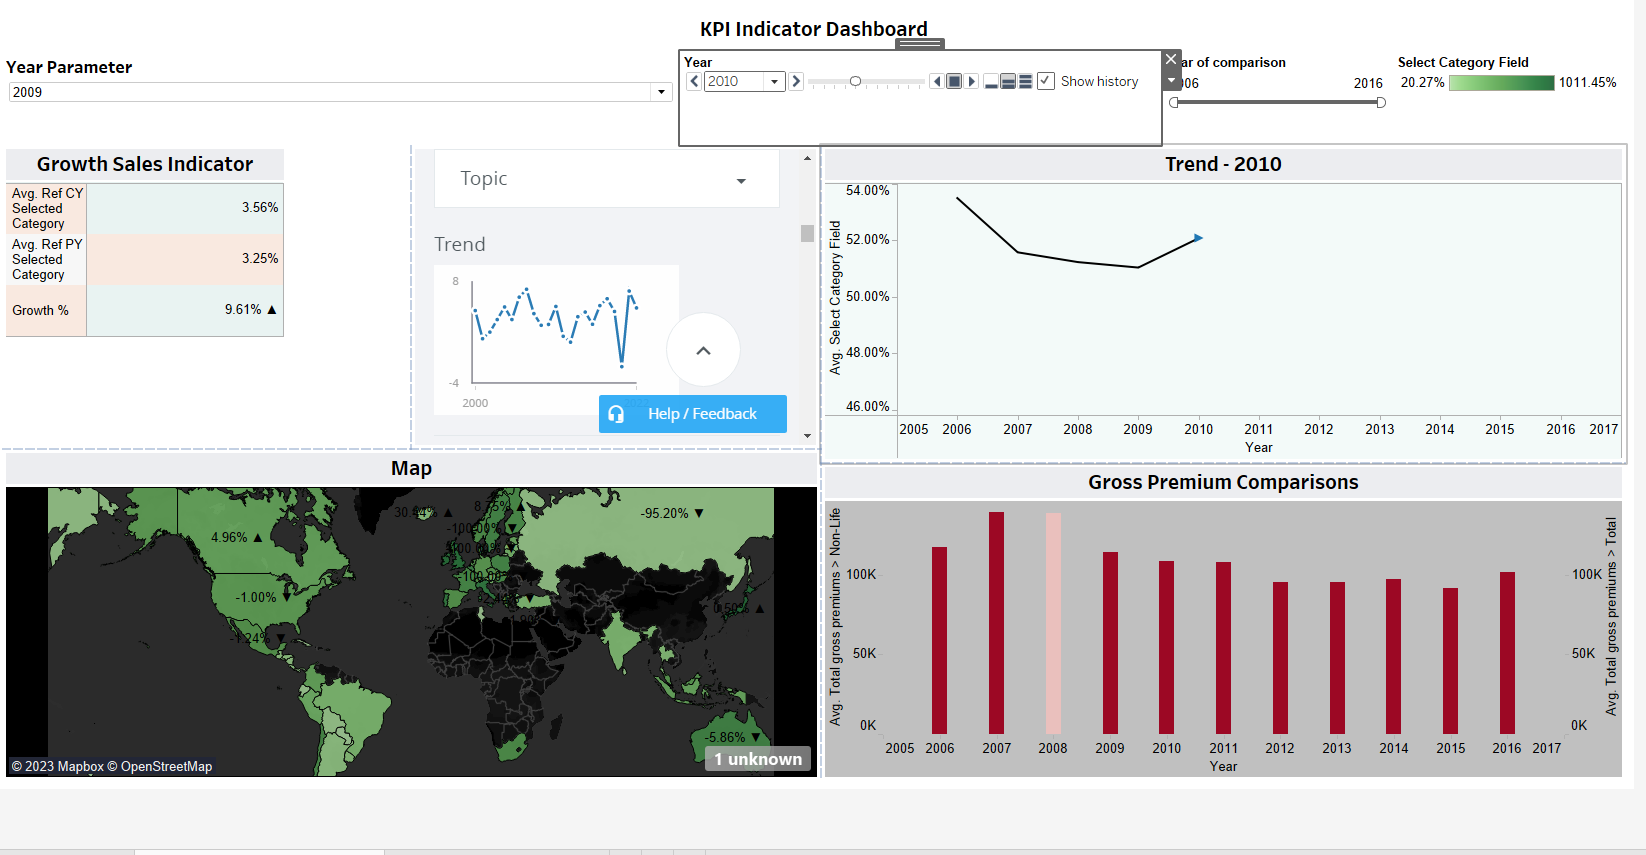 KPI Indicator Dashboard
Year Parameter
2009
Year
2010
Show history
ar of comparison
06
2016
Select Category Field
20.27%
1011.45%
Growth Sales Indicator
Avg. Ref CY
Selected
Category
3.56%
Avg. Ref PY
Selected
Category
3.25%
Growth %
9.61% ▲
Topic
Trend
8
-4
2000
Help / Feedback
Trend - 2010
Avg. Select Category Field
54.00%
52.00%
50.00%
48.00%
46.00%
2005 2006 2007 2008 2009 2010 2011 2012 2013 2014 2015 2016 2017
Year
Map
8.75% ▲
-95.20% ▼
-100.00% ▼
4.96% ▲
-1.00% ▼
-5.86% ▼
1 unknown
© 2023 Mapbox © OpenStreetMap
Gross Premium Comparisons
Avg. Total gross premiums > Non-Life
100K
50K
0K
100K
50K
0K
Avg. Total gross premiums > Total
2005 2006 2007 2008 2009 2010 2011 2012 2013 2014 2015 2016 2017
Year